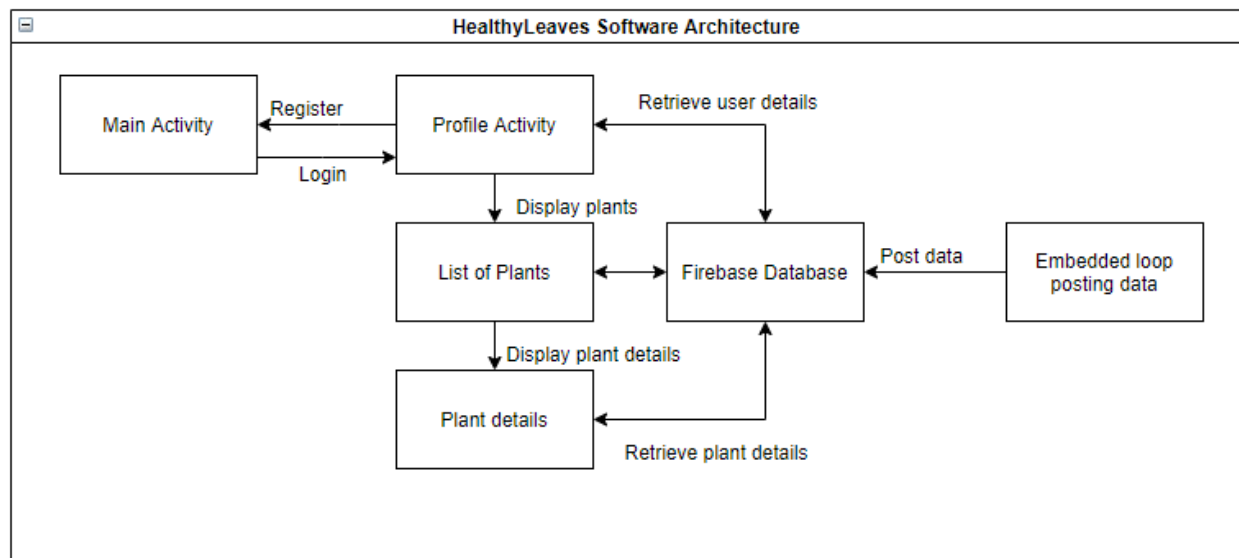 HealthyLeaves Software Architecture
Main Activity
Register
Login
Profile Activity
Retrieve user details
Display plants
List of Plants
Firebase Database
Post data
Embedded loop
posting data
Display plant details
Plant details
Retrieve plant details